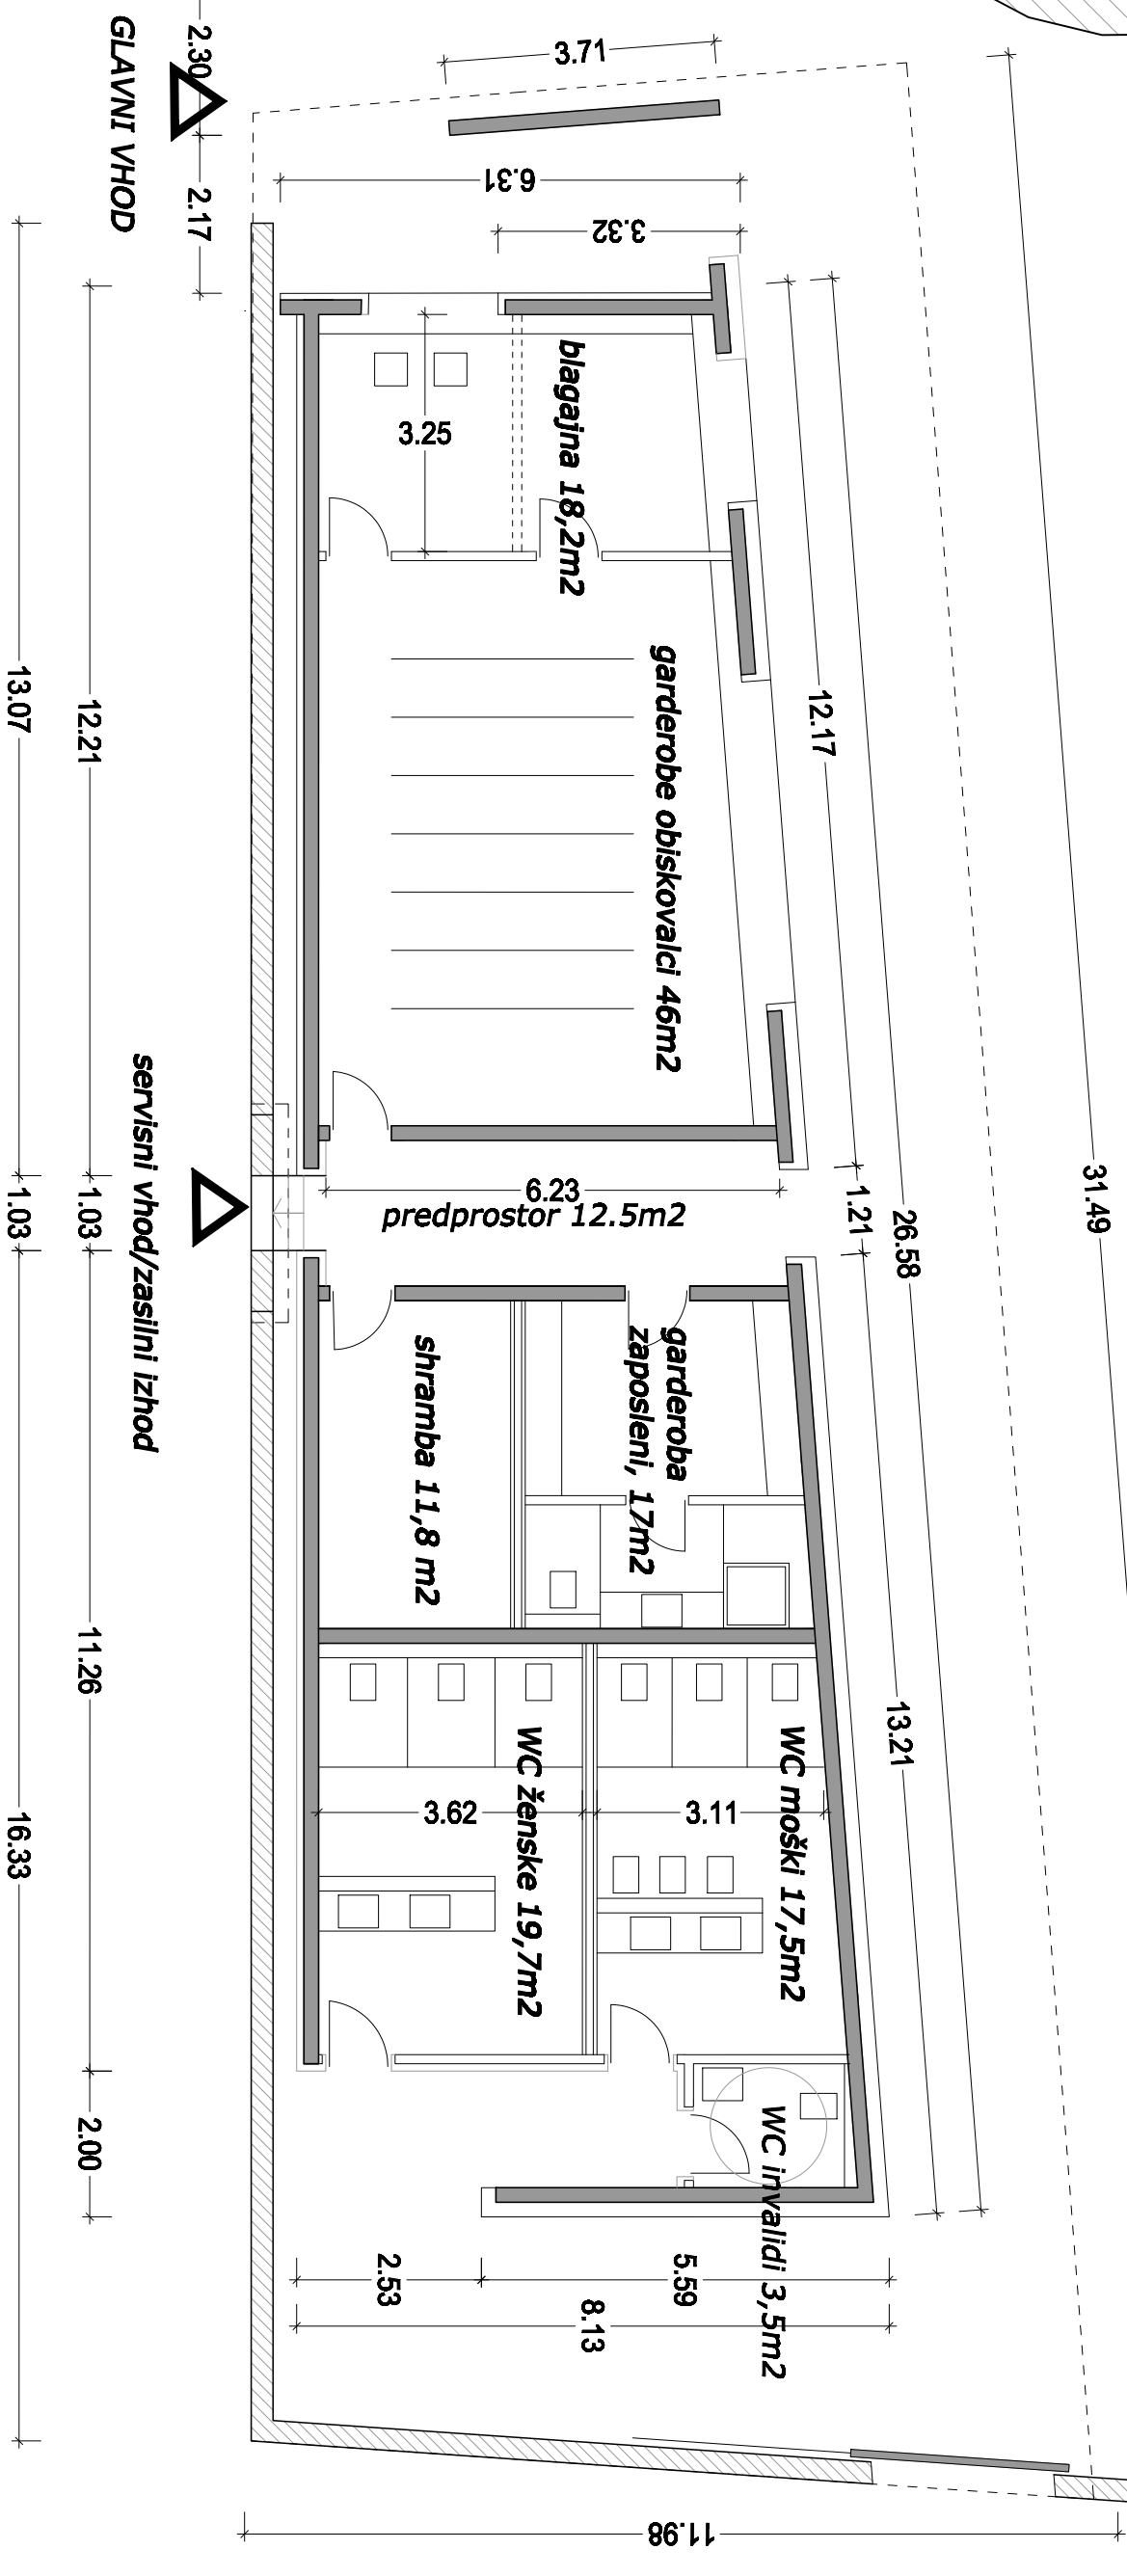 2.30
GLAVNI VHOD
2.17
3.71
6.31
3.32
blagajna 18,2m2
3.25
garderobe obiskovalci 46m2
12.17
26.58
31.49
12.21
13.07
servisni vhod/zasilni izhod
1.03
1.03
6.23
predprostor 12.5m2
1.21
shramba 11,8 m2
garderoba
zaposleni, 17m2
13.21
11.26
16.33
WC ženske 19,7m2
3.62
WC moški 17,5m2
3.11
2.00
WC invalidi 3,5m2
2.53
5.59
8.13
11.98